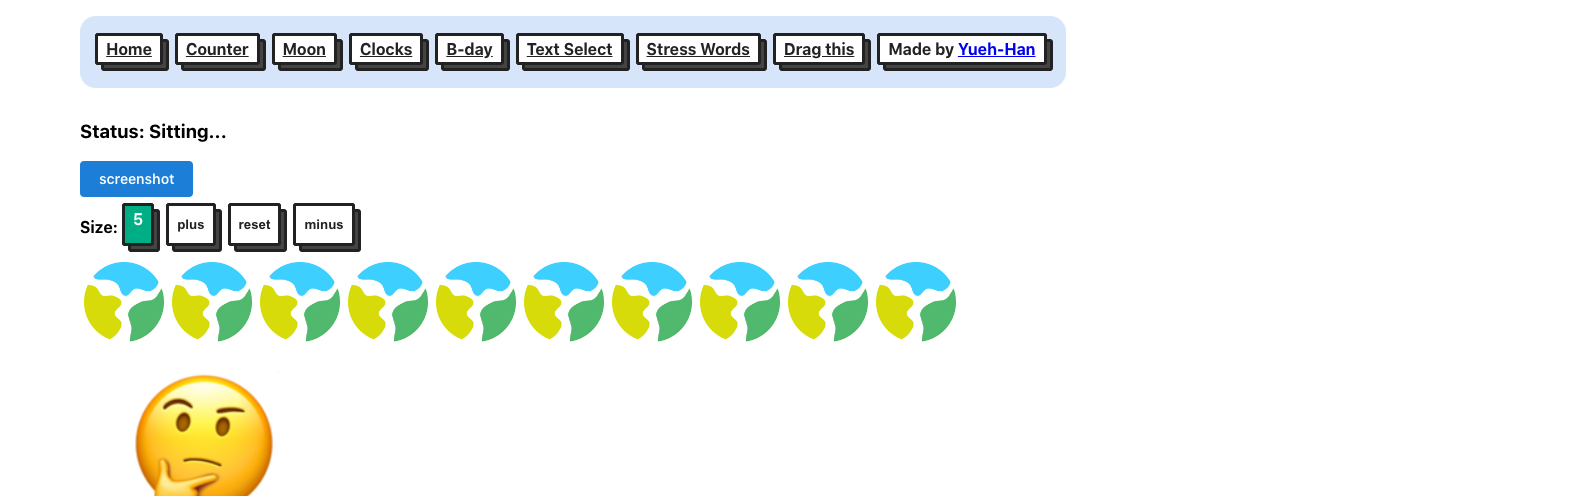 Home Counter Moon Clocks B-day Text Select Stress Words Drag this Made by Yueh-Han
Status: Sitting...
screenshot
Size: 5 plus reset minus